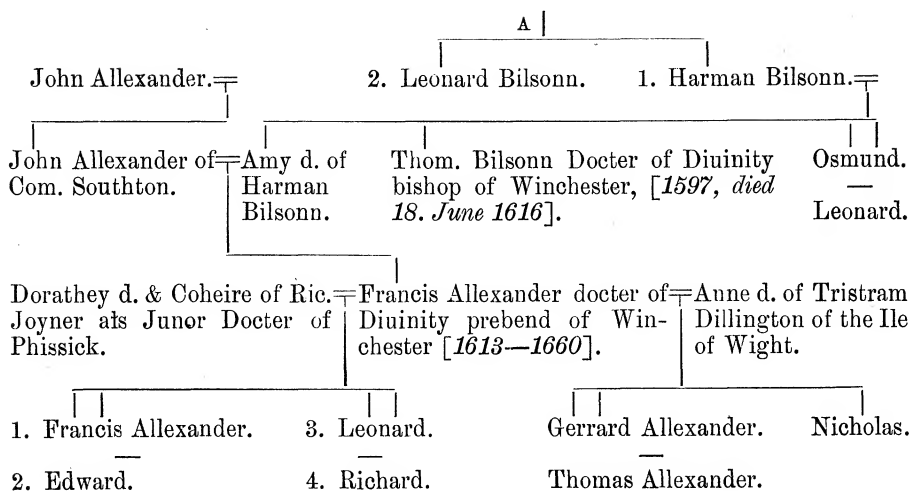 A
John Allexander. 2. Leonard Bilsonn. 1. Harman Bilsonn.
John Allexander of Com. Southton.
Amy d. of Harman Bilsonn.
Thom. Bilsonn Docter of Diuinity bishop of Winchester, [1597, died 18. June 1616].
Osmund.
Leonard.
Dorathey d. & Coheire of Ric. Joyner als Junor Docter of Phissick.
Francis Allexander docter of Diuinity prebend of Winchester [1613—1660].
Anne d. of Tristram Dillington of the Ile of Wight.
1. Francis Allexander. 3. Leonard. Gerrard Allexander. Nicholas.
2. Edward. 4. Richard. Thomas Allexander.